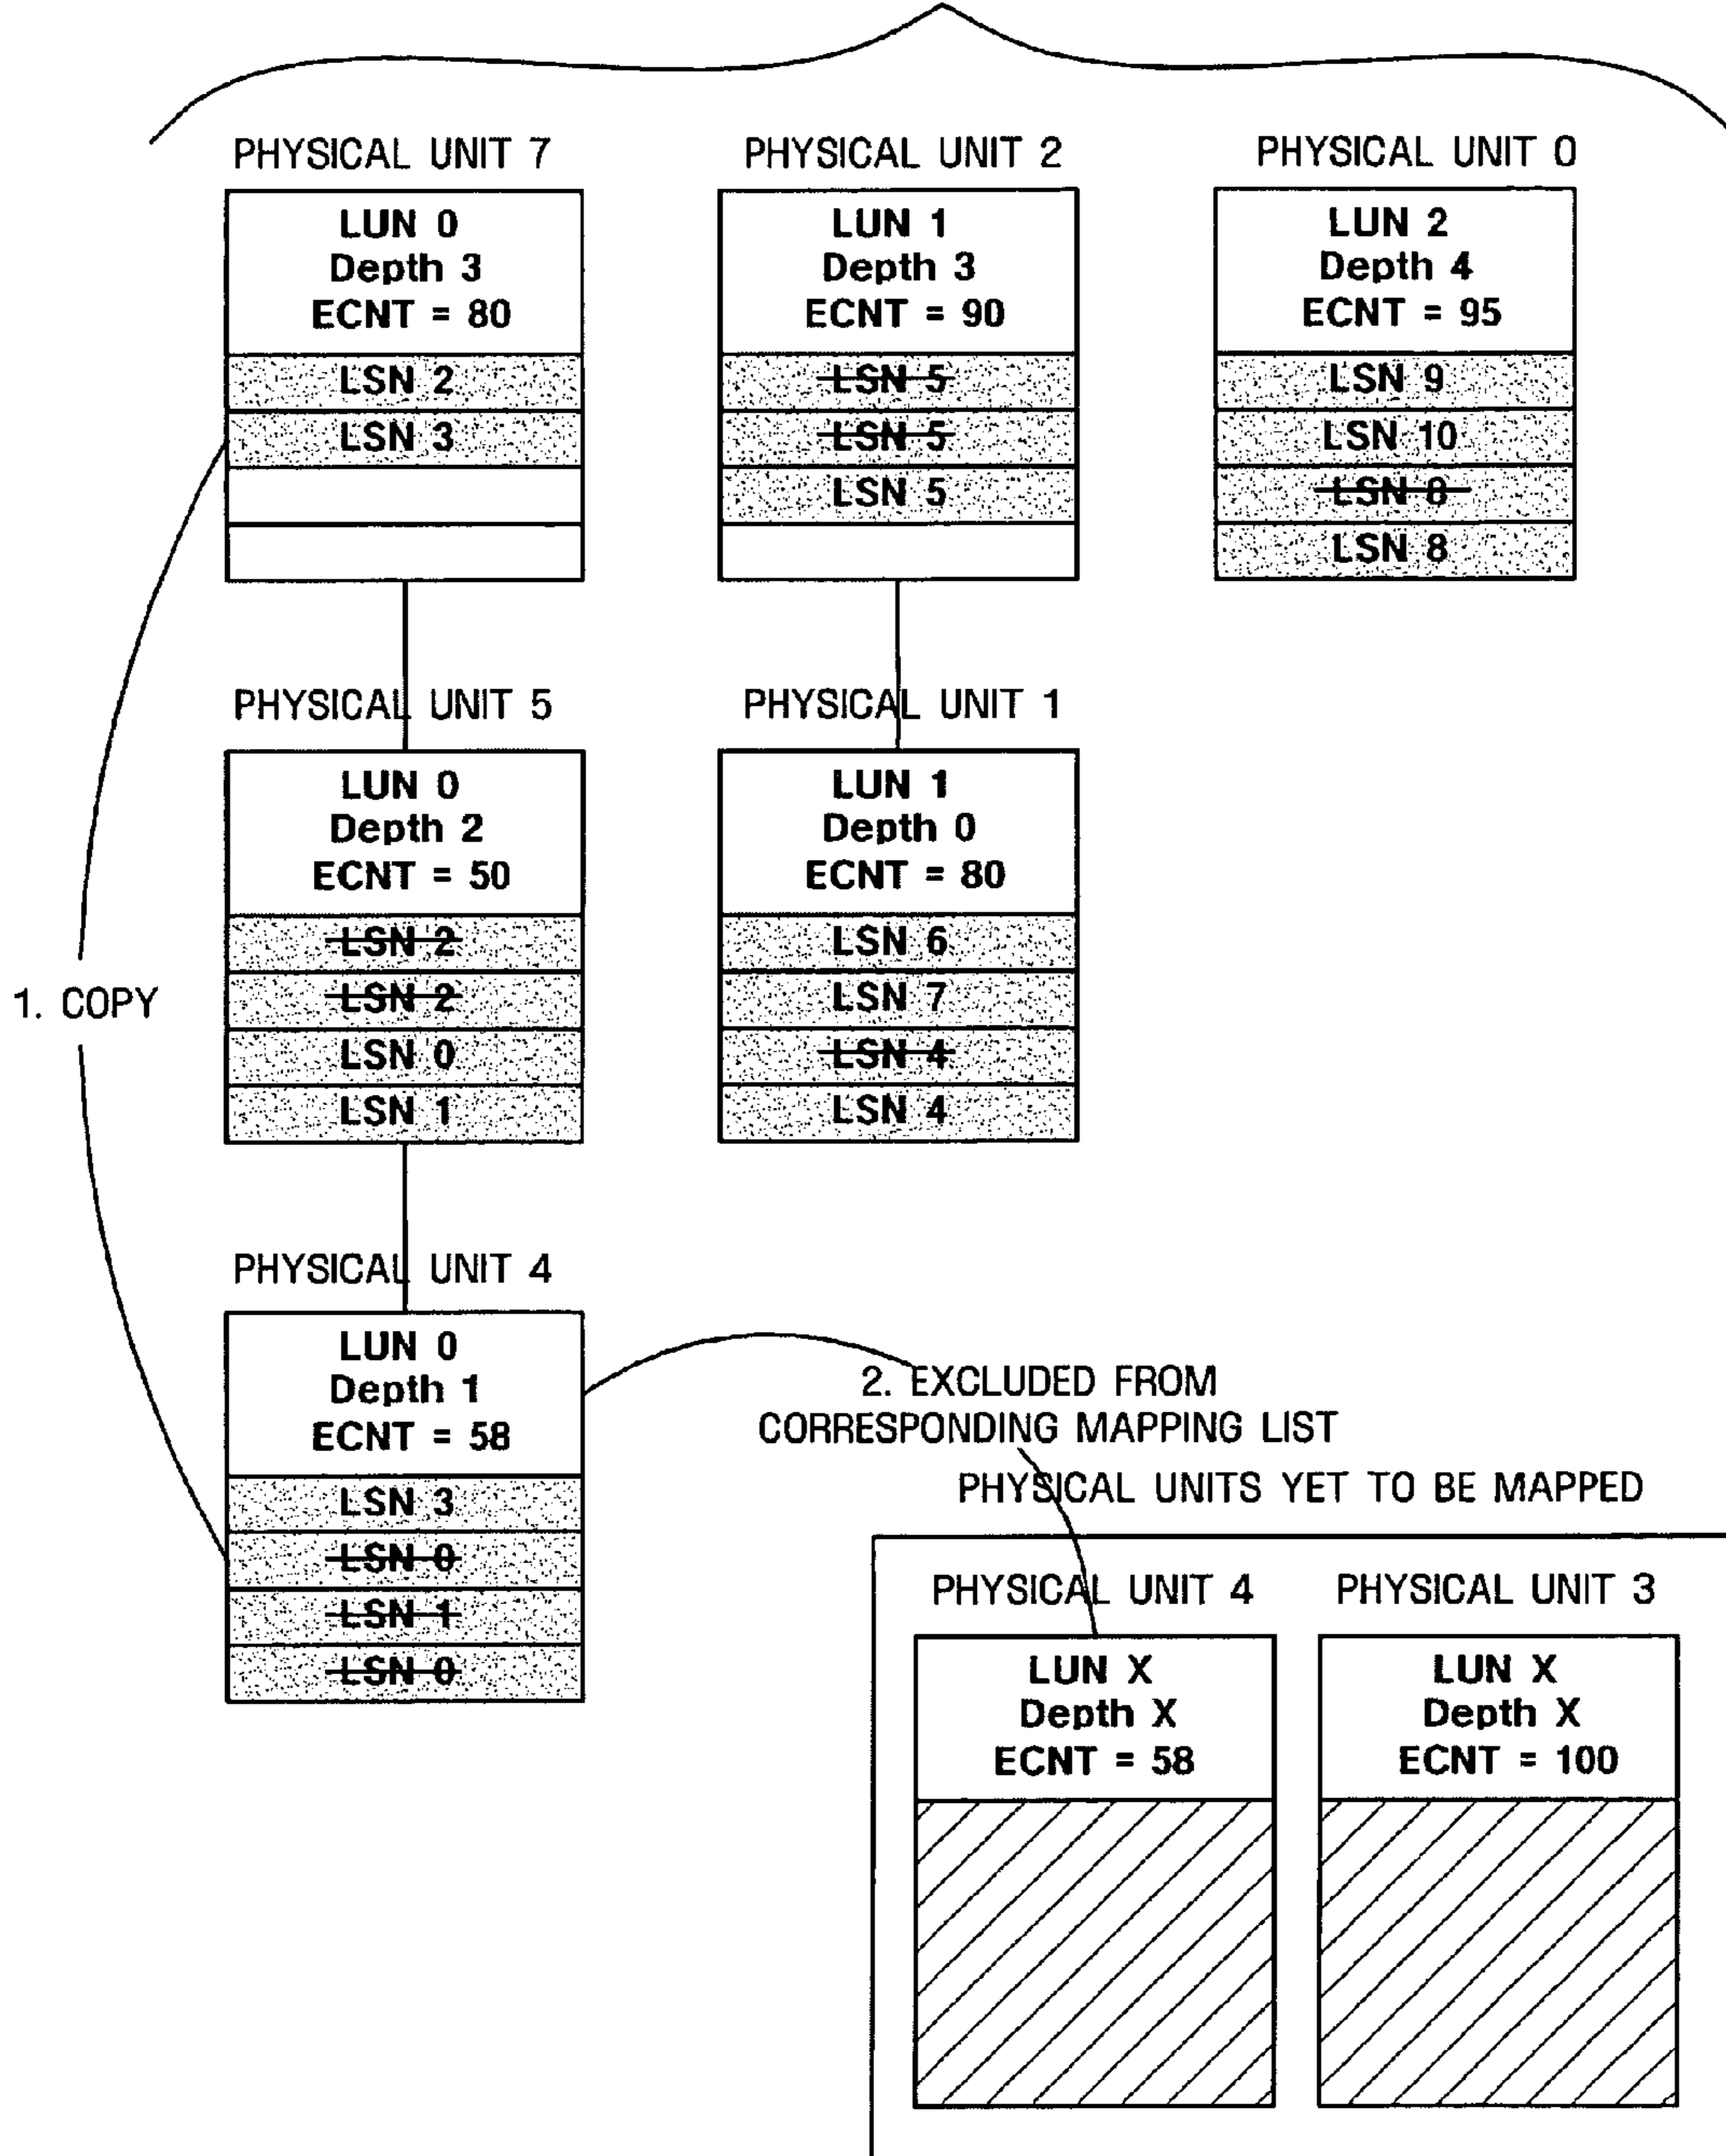 PHYSICAL UNIT 7
LUN 0
Depth 3
ECNT = 80
LSN 2
LSN 3
PHYSICAL UNIT 2
LUN 1
Depth 3
ECNT = 90
LSN 5
LSN 5
LSN 5
PHYSICAL UNIT 0
LUN 2
Depth 4
ECNT = 95
LSN 9
LSN 10
LSN 8
LSN 8
1. COPY
PHYSICAL UNIT 5
LUN 0
Depth 2
ECNT = 50
LSN 2
LSN 2
LSN 0
LSN 1
PHYSICAL UNIT 1
LUN 1
Depth 0
ECNT = 80
LSN 6
LSN 7
LSN 4
LSN 4
PHYSICAL UNIT 4
LUN 0
Depth 1
ECNT = 58
LSN 3
LSN 0
LSN 1
LSN 0
2. EXCLUDED FROM
CORRESPONDING MAPPING LIST
PHYSICAL UNITS YET TO BE MAPPED
PHYSICAL UNIT 4
LUN X
Depth X
ECNT = 58
PHYSICAL UNIT 3
LUN X
Depth X
ECNT = 100